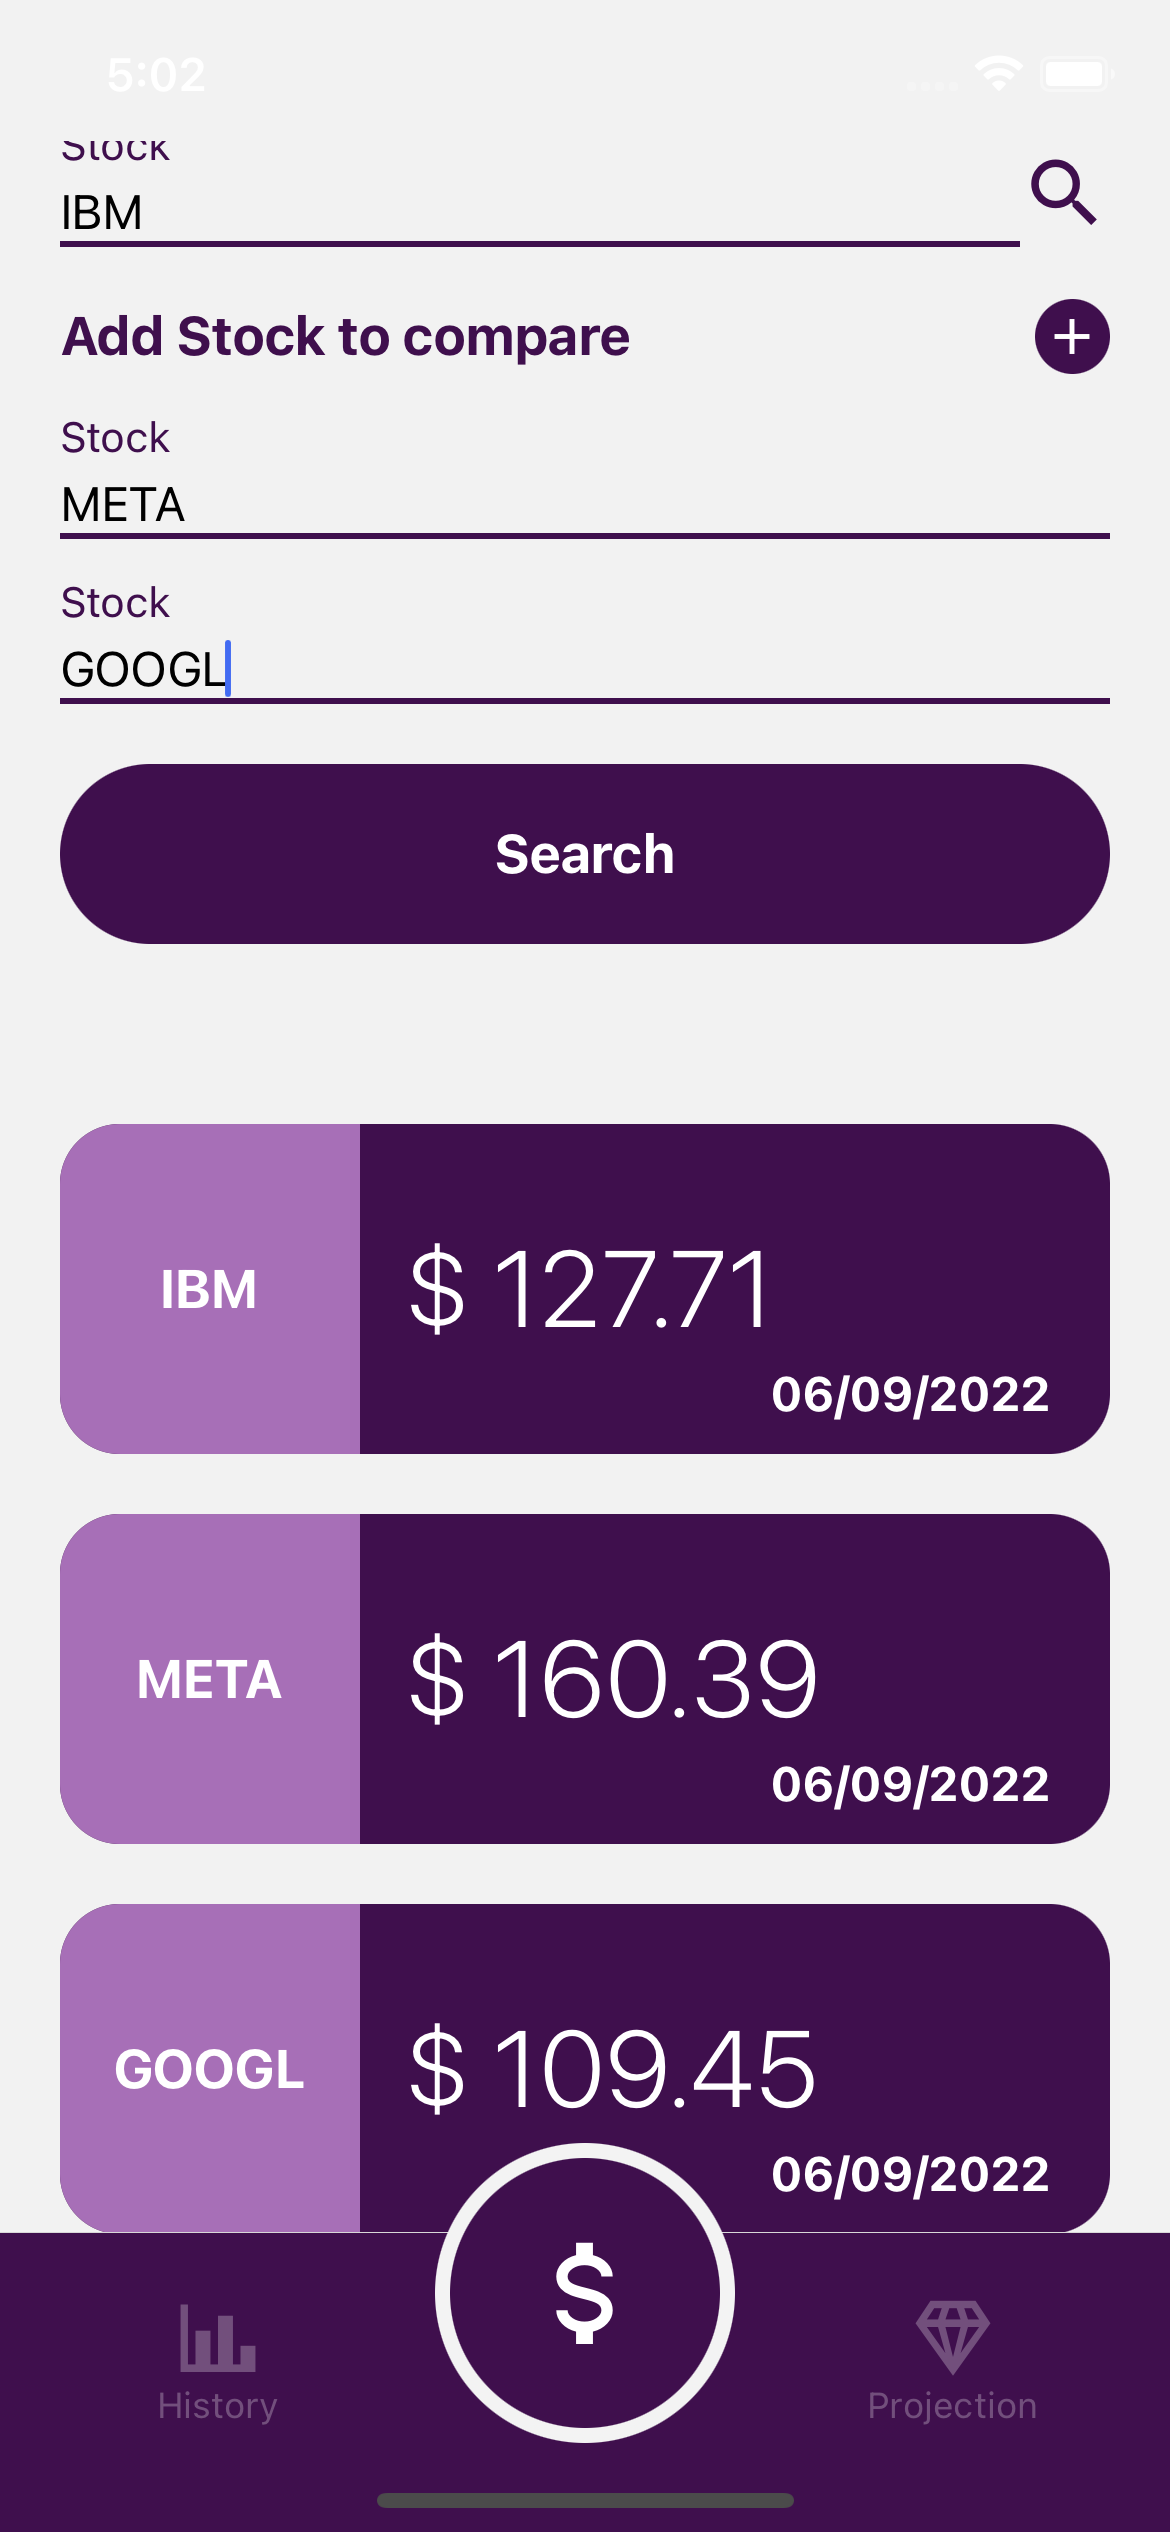 5:02
Stock
IBM
Add Stock to compare
Stock
META
Stock
GOOGL
Search
IBM
$ 127.71
06/09/2022
META
$ 160.39
06/09/2022
GOOGL
$ 109.45
06/09/2022
$
History
Projection